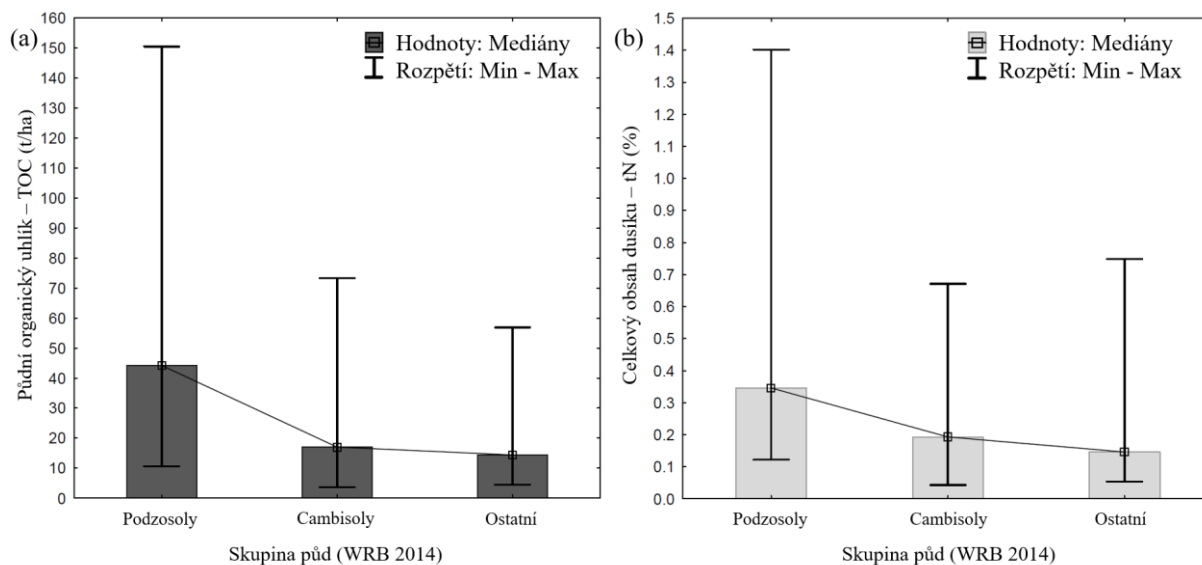 (a)
Hodnoty: Mediány
Rozpětí: Min - Max
Půdní organický uhlík – TOC (t/ha)
160
150
140
130
120
110
100
90
80
70
60
50
40
30
20
10
0
Podzosoly Cambisoly Ostatní
Skupina půd (WRB 2014)
(b)
Hodnoty: Mediány
Rozpětí: Min - Max
Celkový obsah dusíku – tN (%)
1.5
1.4
1.3
1.2
1.1
1.0
0.9
0.8
0.7
0.6
0.5
0.4
0.3
0.2
0.1
0.0
Podzosoly Cambisoly Ostatní
Skupina půd (WRB 2014)